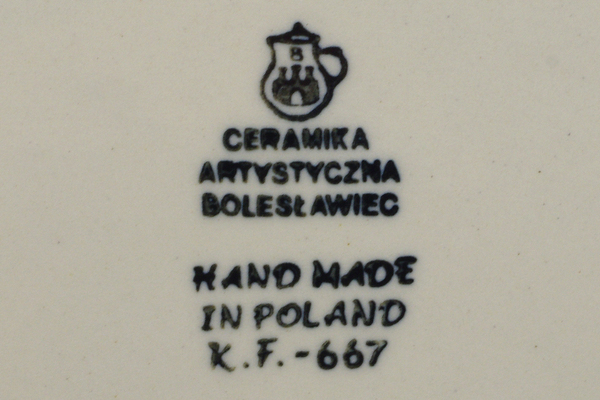 B
CERAMIKA
ARTYSTYCZNA
BOLESŁAWIEC
HAND MADE
IN POLAND
K.F.-667